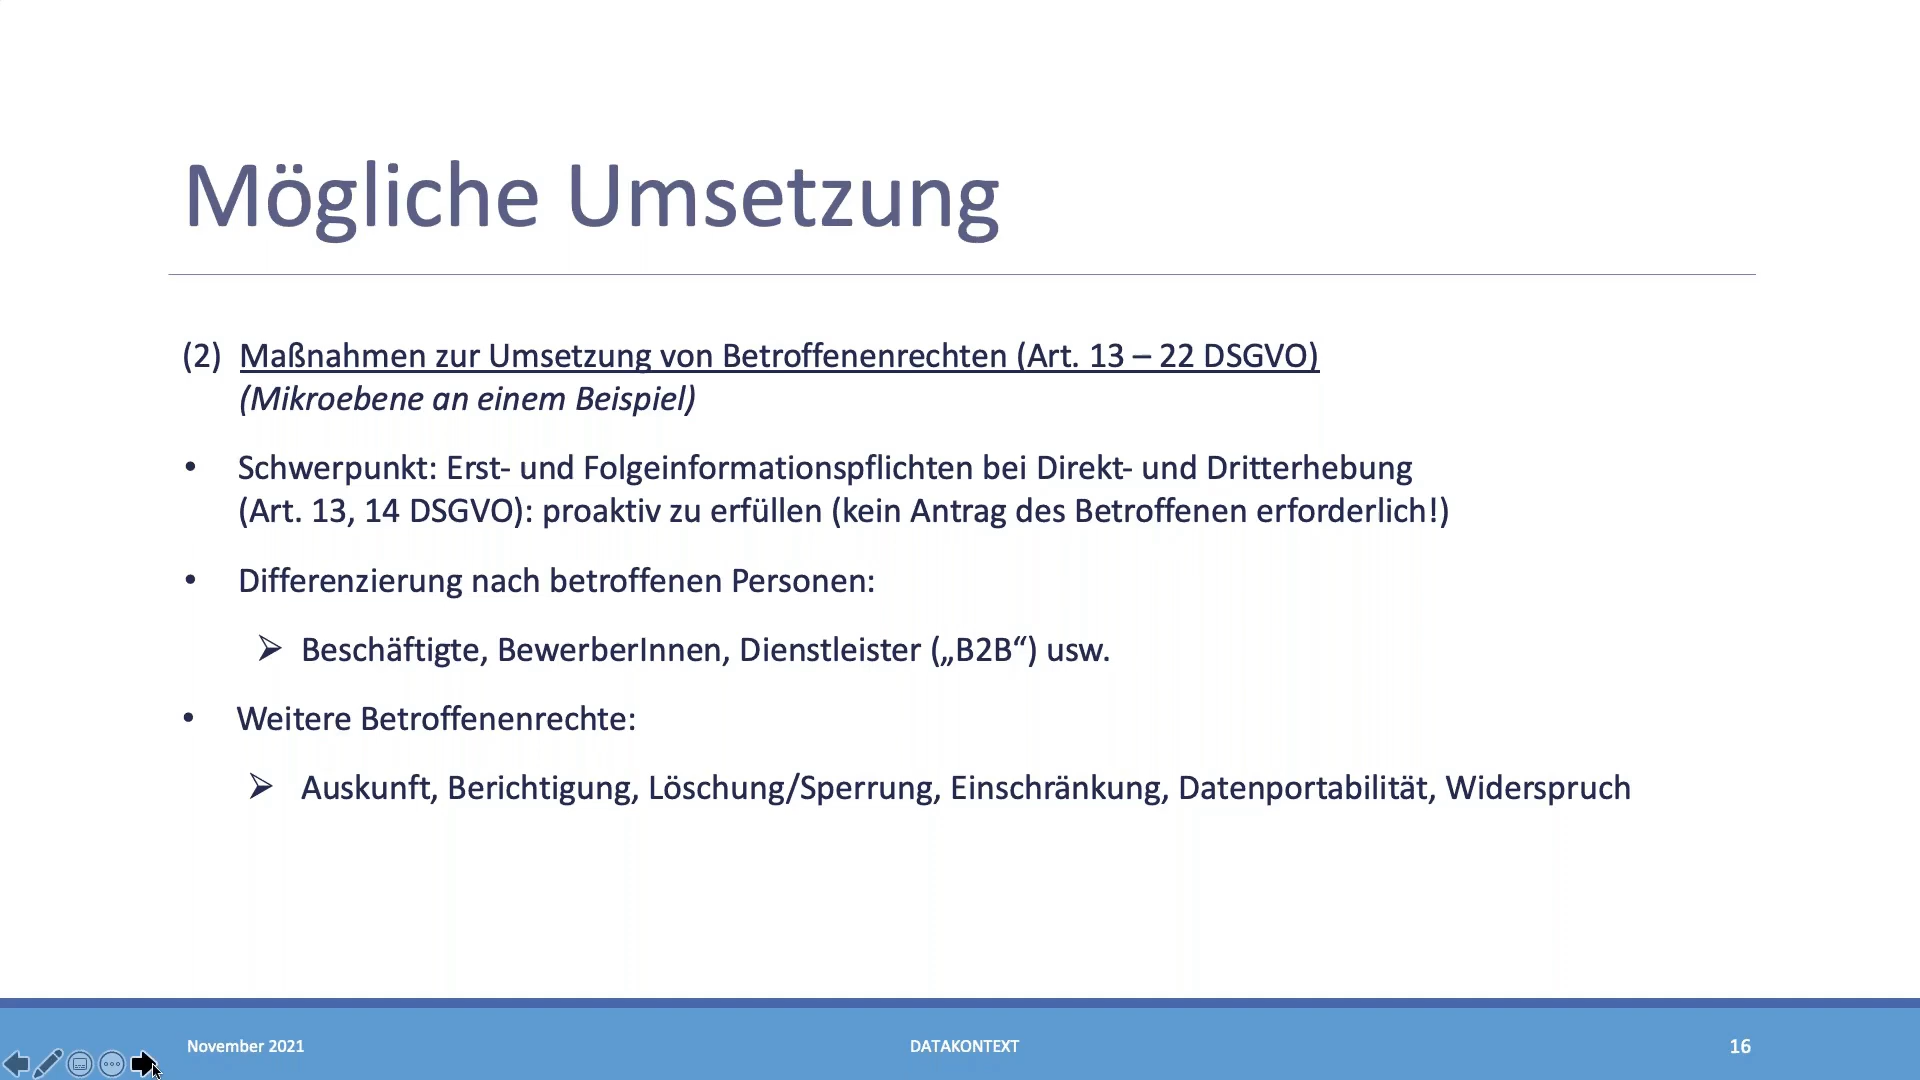 Mögliche Umsetzung
(2) Maßnahmen zur Umsetzung von Betroffenenrechten (Art. 13 – 22 DSGVO)
(Mikroebene an einem Beispiel)
• Schwerpunkt: Erst- und Folgeinformationspflichten bei Direkt- und Dritterhebung
(Art. 13, 14 DSGVO): proaktiv zu erfüllen (kein Antrag des Betroffenen erforderlich!)
• Differenzierung nach betroffenen Personen:
➢ Beschäftigte, BewerberInnen, Dienstleister („B2B“) usw.
• Weitere Betroffenenrechte:
➢ Auskunft, Berichtigung, Löschung/Sperrung, Einschränkung, Datenportabilität, Widerspruch
November 2021
DATAKONTEXT
16